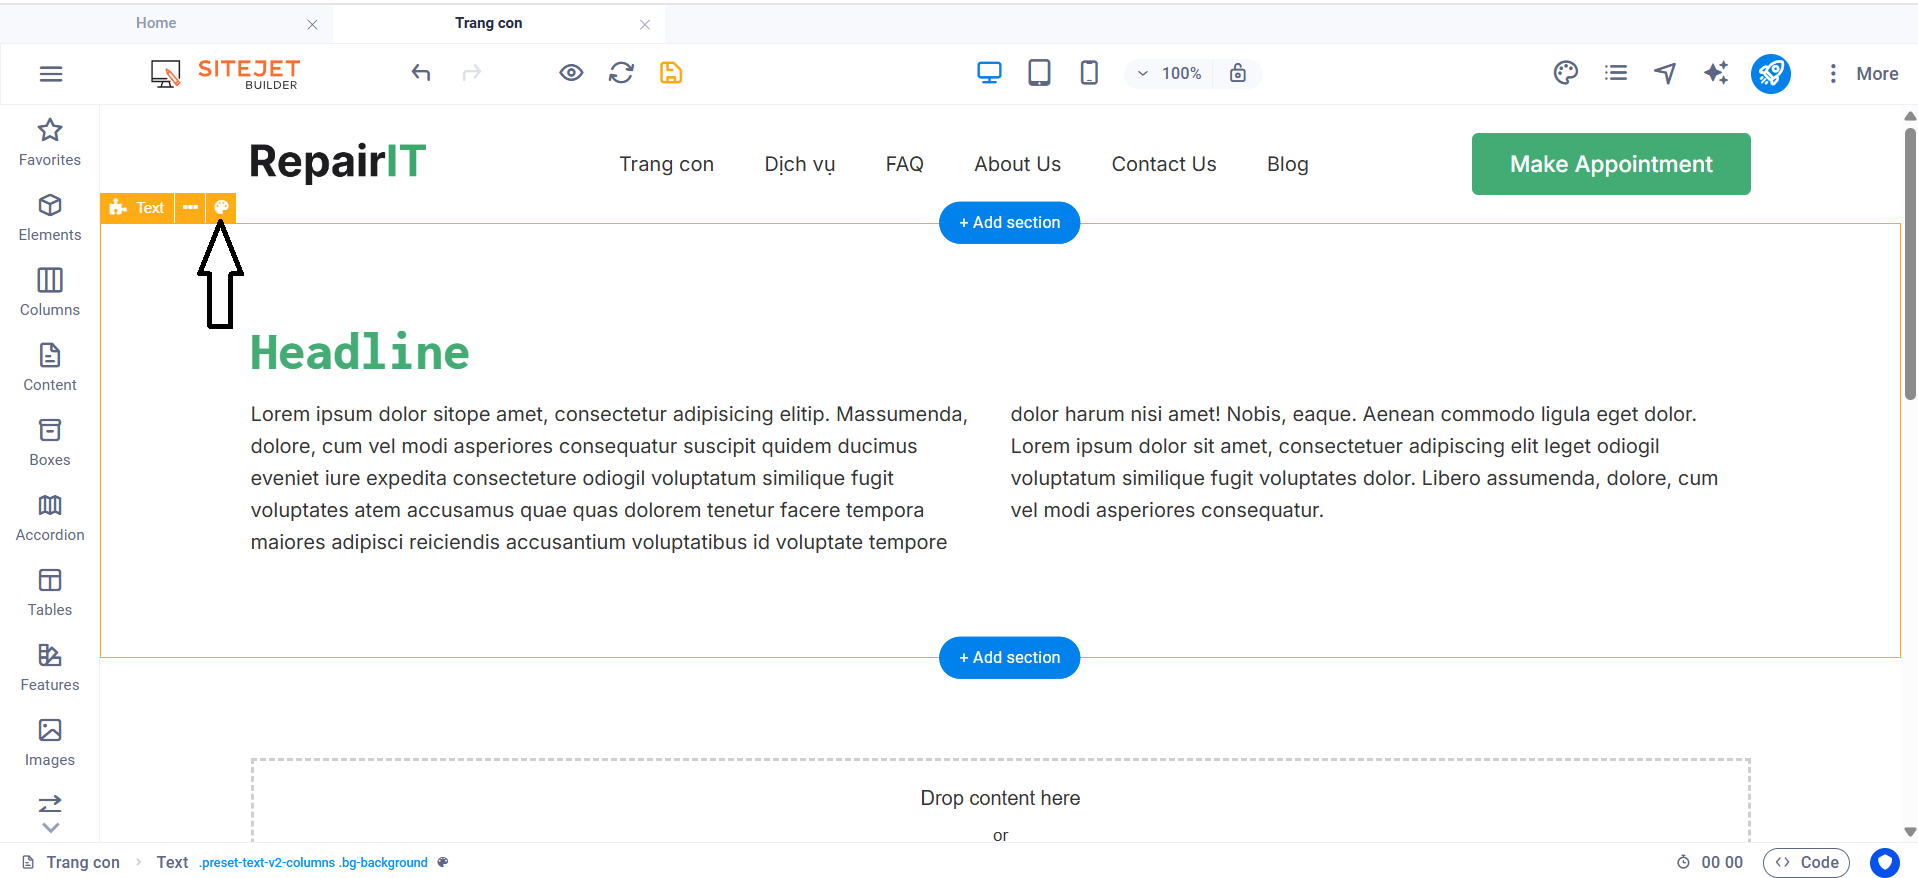 Home
Trang con
SITEJET
BUILDER
100%
More
Favorites
Elements
Columns
Content
Boxes
Accordion
Tables
Features
Images
RepairIT
Trang con
Dịch vụ
FAQ
About Us
Contact Us
Blog
Make Appointment
Text
+ Add section
Headline
Lorem ipsum dolor sitope amet, consectetur adipisicing elitip. Massumenda,
dolore, cum vel modi asperiores consequatur suscipit quidem ducimus
eveniet iure expedita consecteture odiogil voluptatum similique fugit
voluptates atem accusamus quae quas dolorem tenetur facere tempora
maiores adipisci reiciendis accusantium voluptatibus id voluptate tempore
dolor harum nisi amet! Nobis, eaque. Aenean commodo ligula eget dolor.
Lorem ipsum dolor sit amet, consectetuer adipiscing elit leget odiogil
voluptatum similique fugit voluptates dolor. Libero assumenda, dolore, cum
vel modi asperiores consequatur.
+ Add section
Drop content here
or
Trang con > Text .preset-text-v2-columns .bg-background
00 00
<> Code